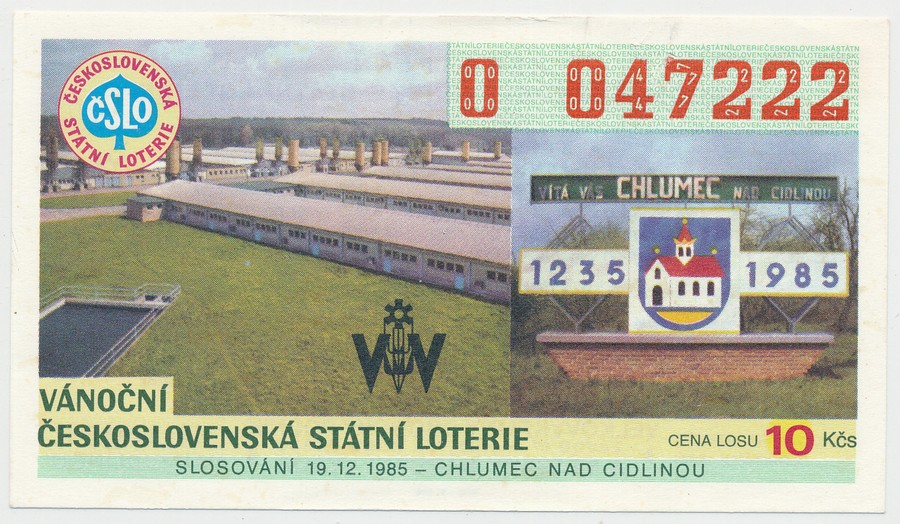 ČESKOSLOVENSKÁ
ČSLO
STÁTNÍ LOTERIE
STÁTNÍLOTERIEČESKOSLOVENSKÁSTÁTNÍLOTERIEČESKOSLOVENSKÁSTÁTN
0 047222
VÍTÁ VÁS CHLUMEC NAD CIDLINOU
1235 1985
VÁNOČNÍ
ČESKOSLOVENSKÁ STÁTNÍ LOTERIE
CENA LOSU 10 Kčs
SLOSOVÁNÍ 19.12.1985 – CHLUMEC NAD CIDLINOU